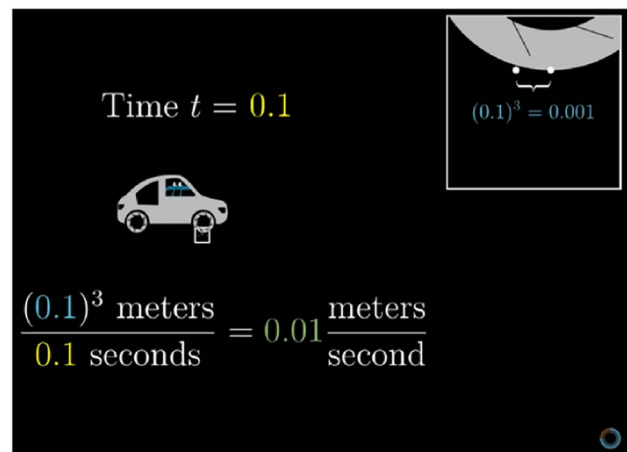 Time t = 0.1
(0.1)³ = 0.001
(0.1)³ meters
0.1 seconds
= 0.01
meters
second